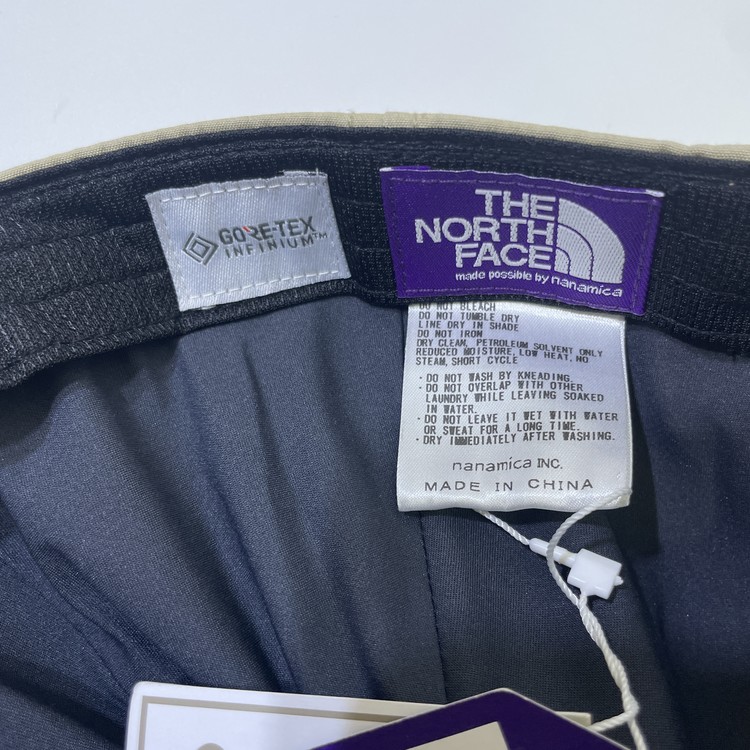 GORE-TEX
INFINIUM™
THE
NORTH
FACE
made possible by nanamica
DO NOT BLEACH
DO NOT TUMBLE DRY
LINE DRY IN SHADE
DO NOT IRON
DRY CLEAN, PETROLEUM SOLVENT ONLY
REDUCED MOISTURE, LOW HEAT, NO
STEAM, SHORT CYCLE
・DO NOT WASH BY KNEADING.
・DO NOT OVERLAP WITH OTHER
LAUNDRY WHILE LEAVING SOAKED
IN WATER.
・DO NOT LEAVE IT WET WITH WATER
OR SWEAT FOR A LONG TIME.
・DRY IMMEDIATELY AFTER WASHING.
nanamica INC.
MADE IN CHINA